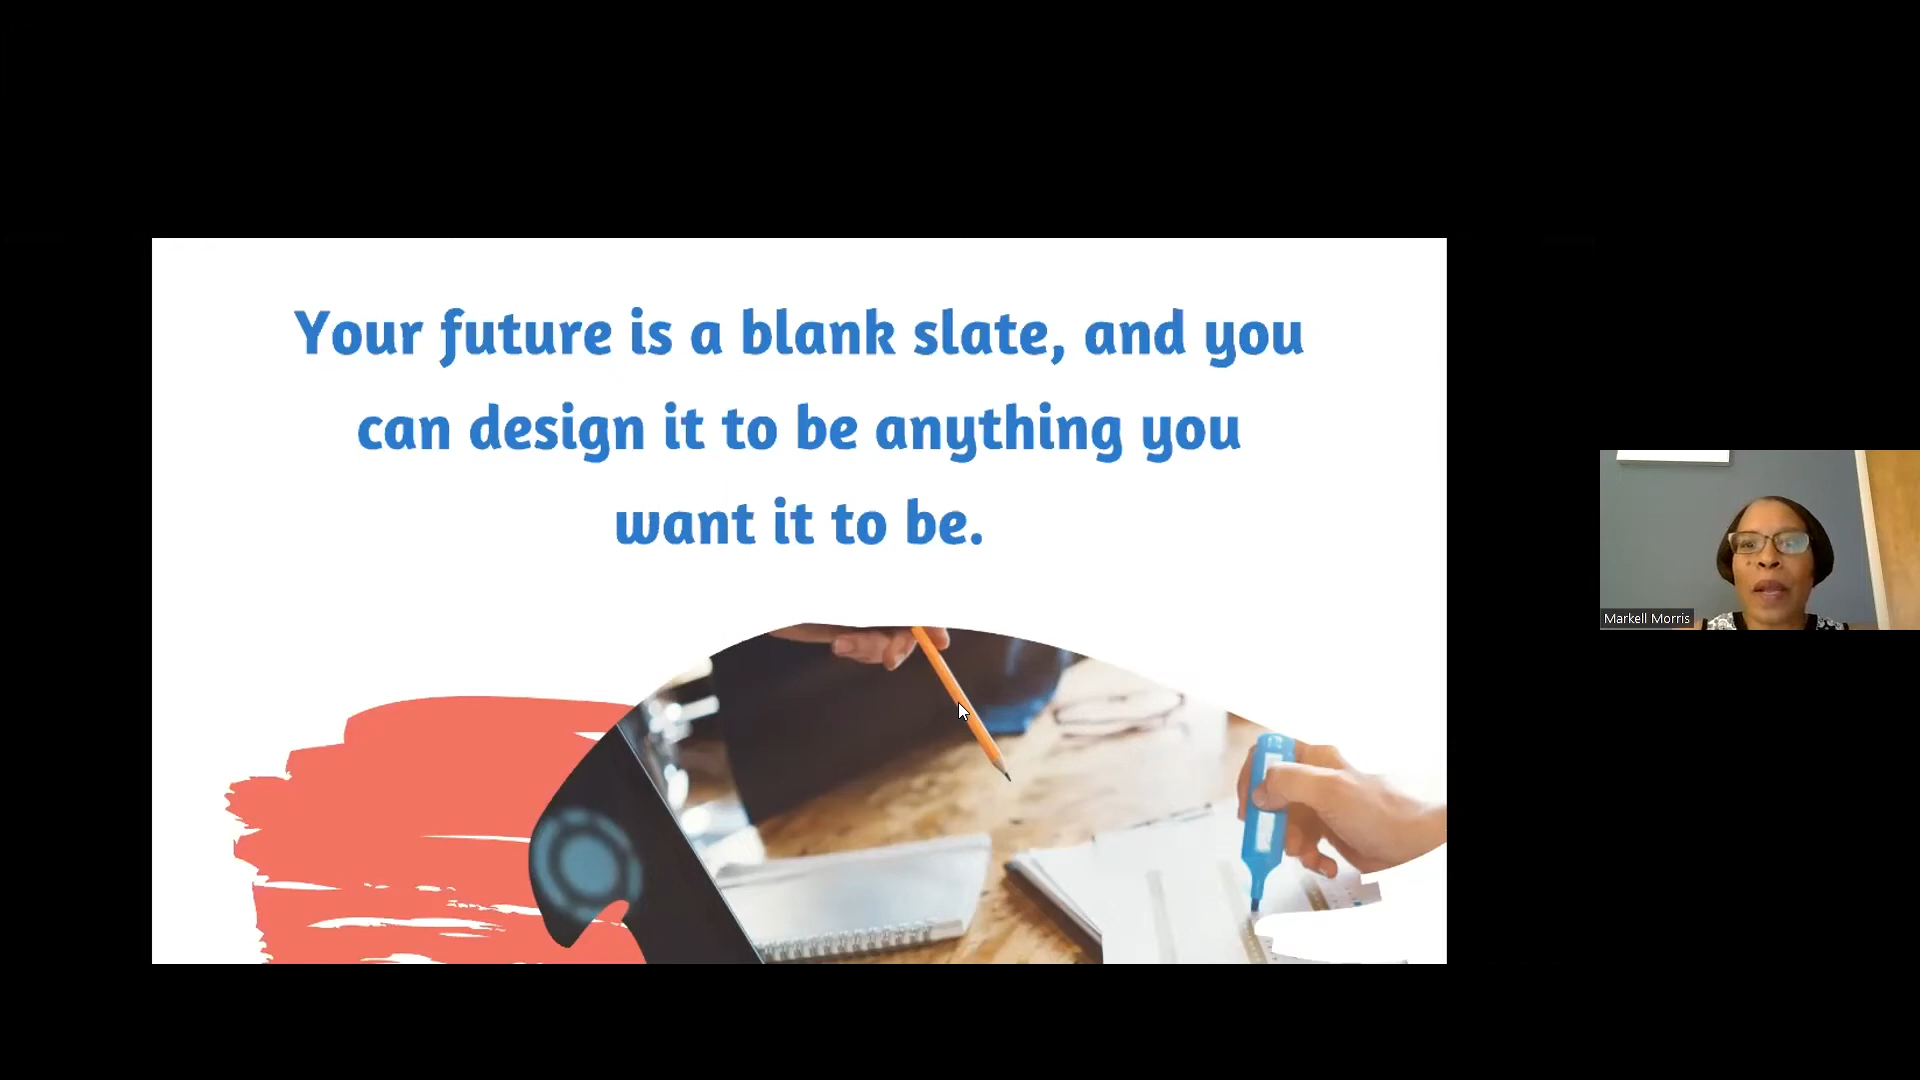 Your future is a blank slate, and you
can design it to be anything you
want it to be.
Markell Morris